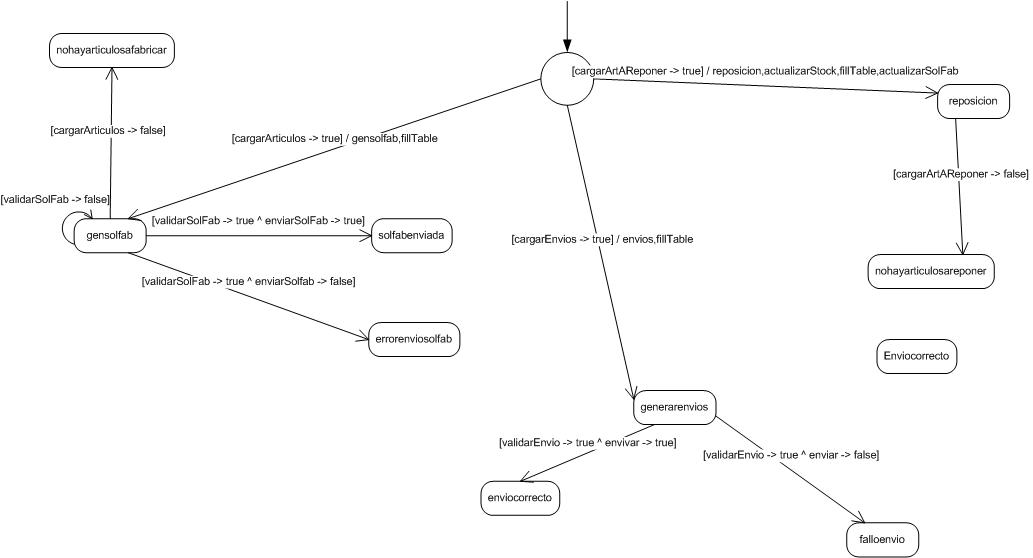 nohayarticulosafabricar
[cargarArtAReponer -> true] / reposicion,actualizarStock,fillTable,actualizarSolFab
reposicion
[cargarArticulos -> false]
[cargarArticulos -> true] / gensolfab,fillTable
[cargarArtAReponer -> false]
[validarSolFab -> false]
[validarSolFab -> true ^ enviarSolFab -> true]
gensolfab
solfabenviada
[cargarEnvios -> true] / envios,fillTable
nohayarticulosareponer
[validarSolFab -> true ^ enviarSolfab -> false]
errorenviosolfab
Enviocorrecto
generarenvios
[validarEnvio -> true ^ envivar -> true]
[validarEnvio -> true ^ enviar -> false]
enviocorrecto
falloenvio